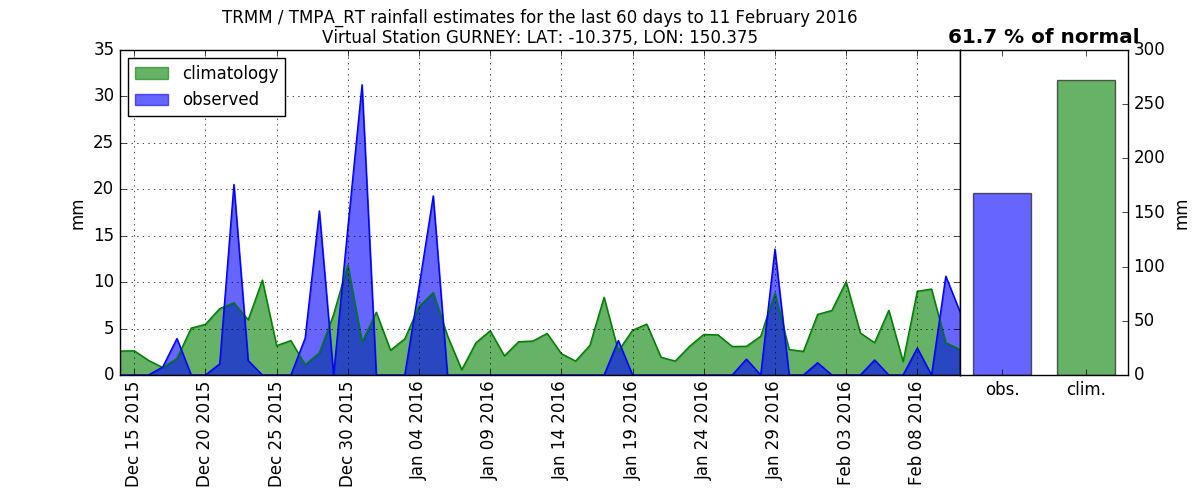 TRMM / TMPA_RT rainfall estimates for the last 60 days to 11 February 2016
Virtual Station GURNEY: LAT: -10.375, LON: 150.375
61.7 % of normal
climatology
observed
35
30
25
20
15
10
5
0
mm
300
250
200
150
100
50
0
mm
Dec 15 2015
Dec 20 2015
Dec 25 2015
Dec 30 2015
Jan 04 2016
Jan 09 2016
Jan 14 2016
Jan 19 2016
Jan 24 2016
Jan 29 2016
Feb 03 2016
Feb 08 2016
obs.
clim.